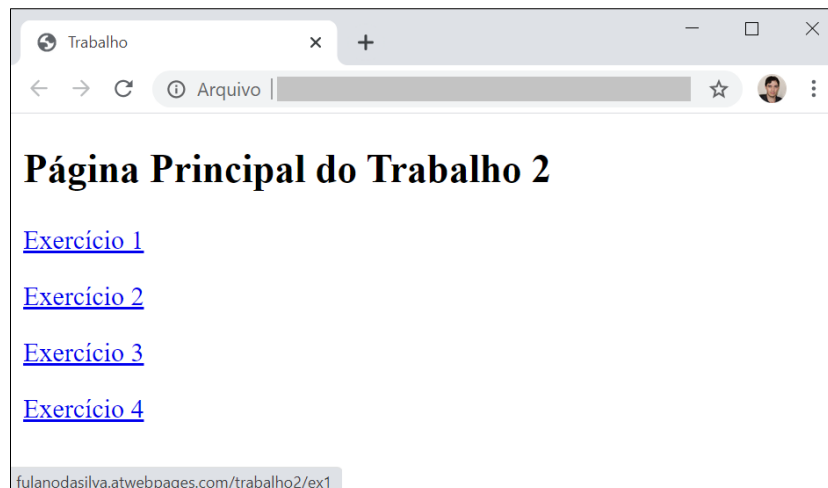 Trabalho
Arquivo
Página Principal do Trabalho 2
Exercício 1
Exercício 2
Exercício 3
Exercício 4
fulanodasilva.atwebpages.com/trabalho2/ex1